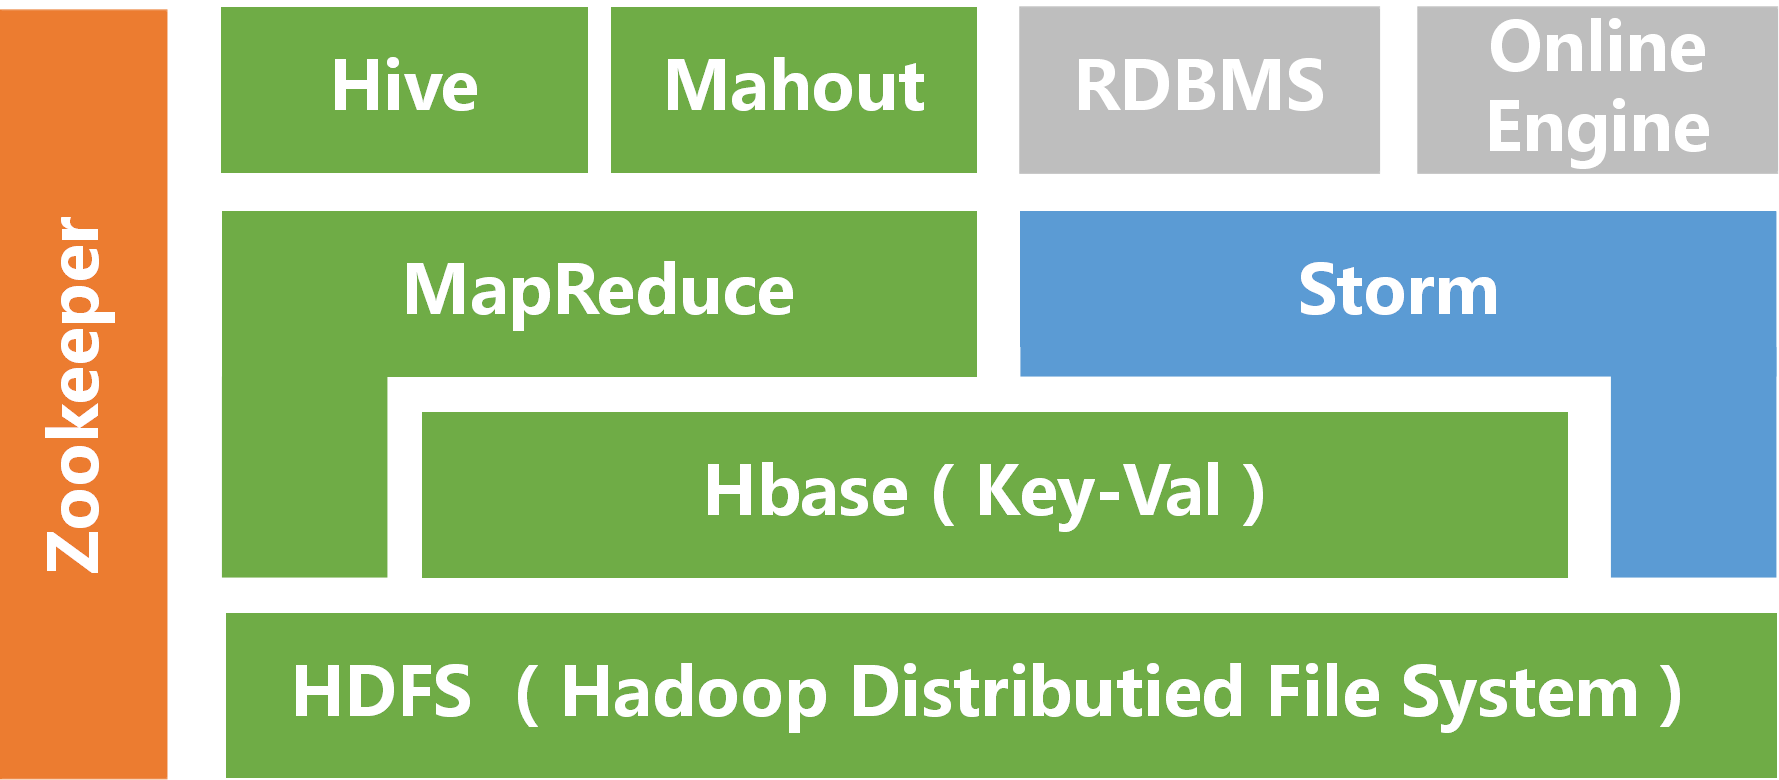 Zookeeper
Hive
Mahout
RDBMS
Online
Engine
MapReduce
Storm
Hbase ( Key-Val )
HDFS ( Hadoop Distributied File System )